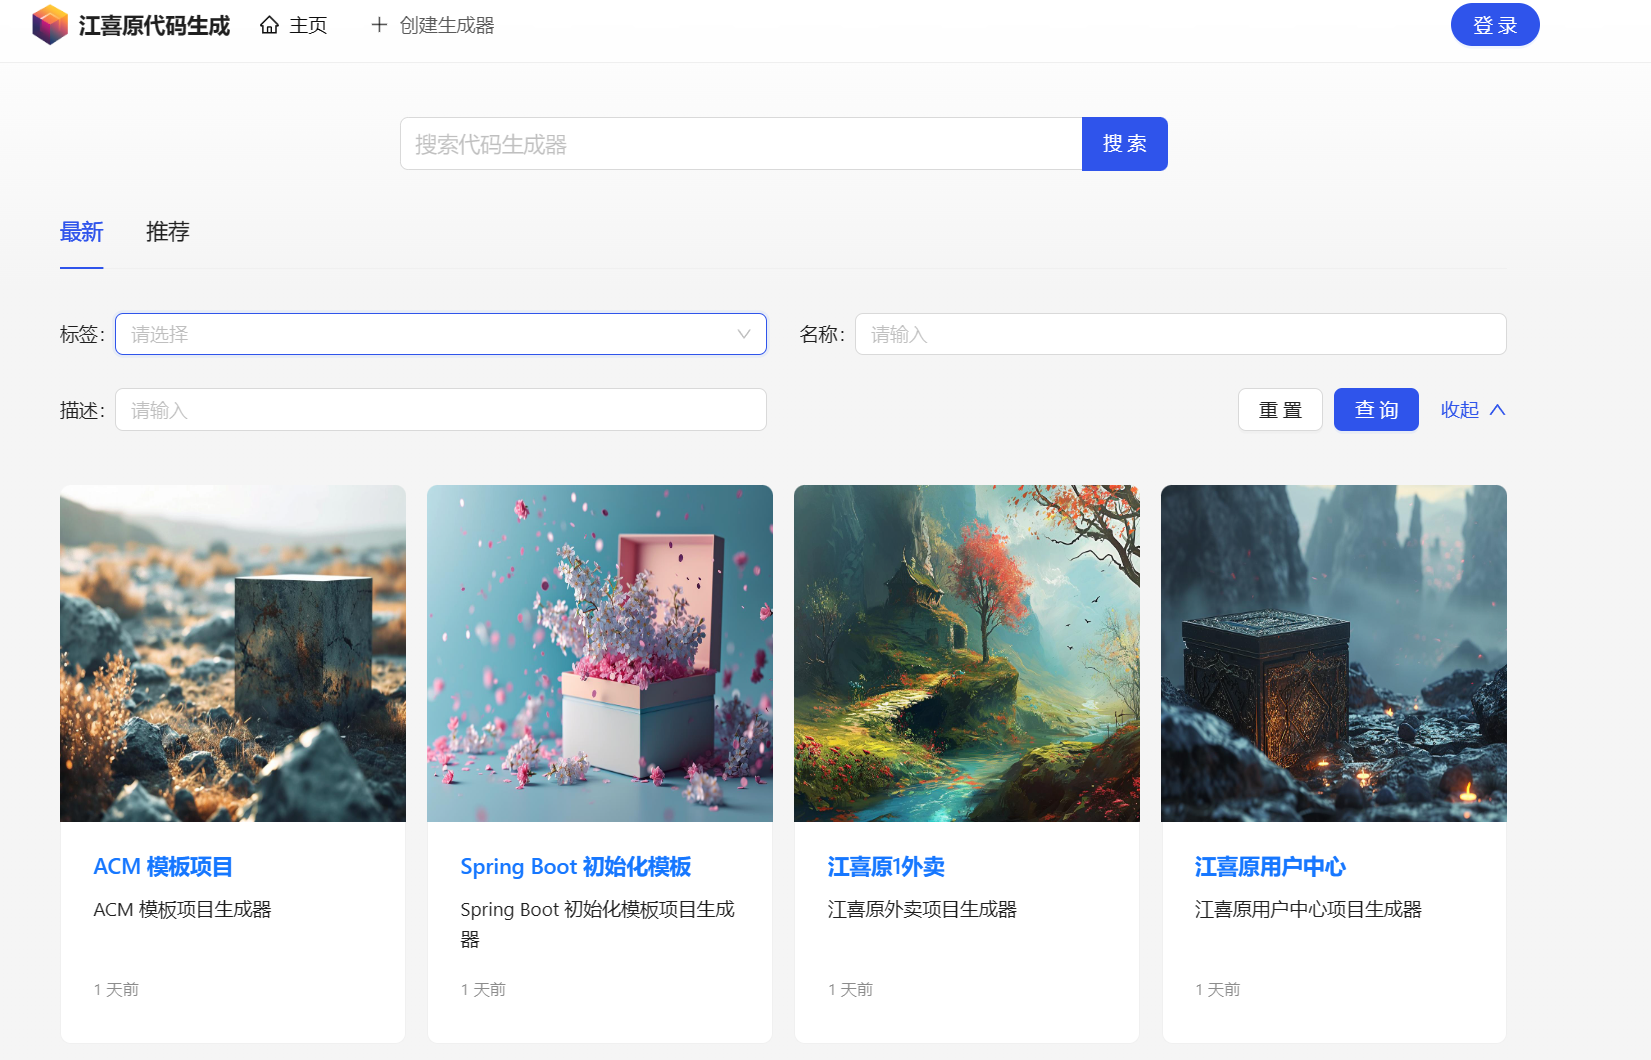 江喜原代码生成
主页
创建生成器
登录
搜索代码生成器
搜索
最新
推荐
标签:
请选择
名称:
请输入
描述:
请输入
重置
查询
收起
ACM 模板项目
ACM 模板项目生成器
1 天前
Spring Boot 初始化模板
Spring Boot 初始化模板项目生成
器
1 天前
江喜原1外卖
江喜原外卖项目生成器
1 天前
江喜原用户中心
江喜原用户中心项目生成器
1 天前